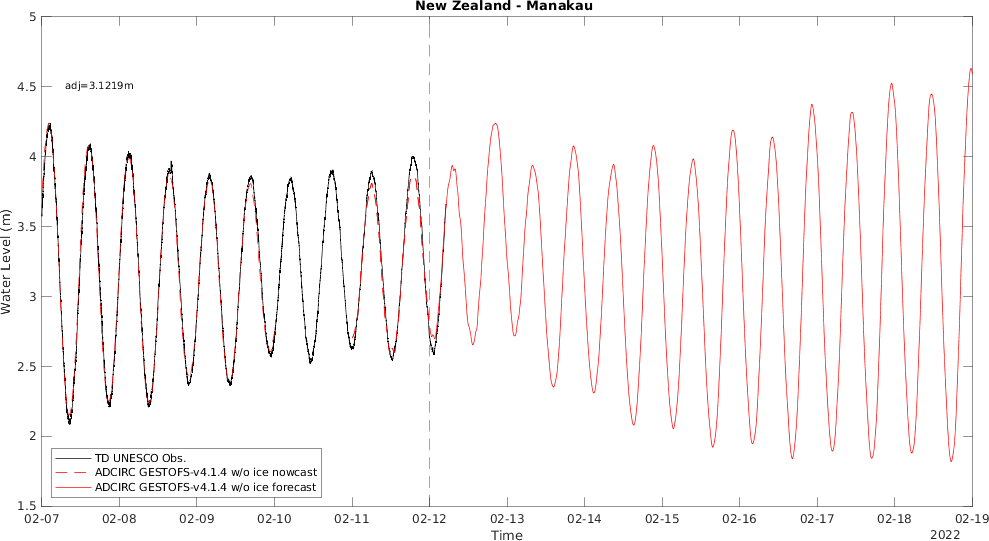 New Zealand - Manakau
5
4.5
4
3.5
3
2.5
2
1.5
Water Level (m)
adj=3.1219m
TD UNESCO Obs.
ADCIRC GESTOFS-v4.1.4 w/o ice nowcast
ADCIRC GESTOFS-v4.1.4 w/o ice forecast
02-07 02-08 02-09 02-10 02-11 02-12 02-13 02-14 02-15 02-16 02-17 02-18 02-19
Time
2022